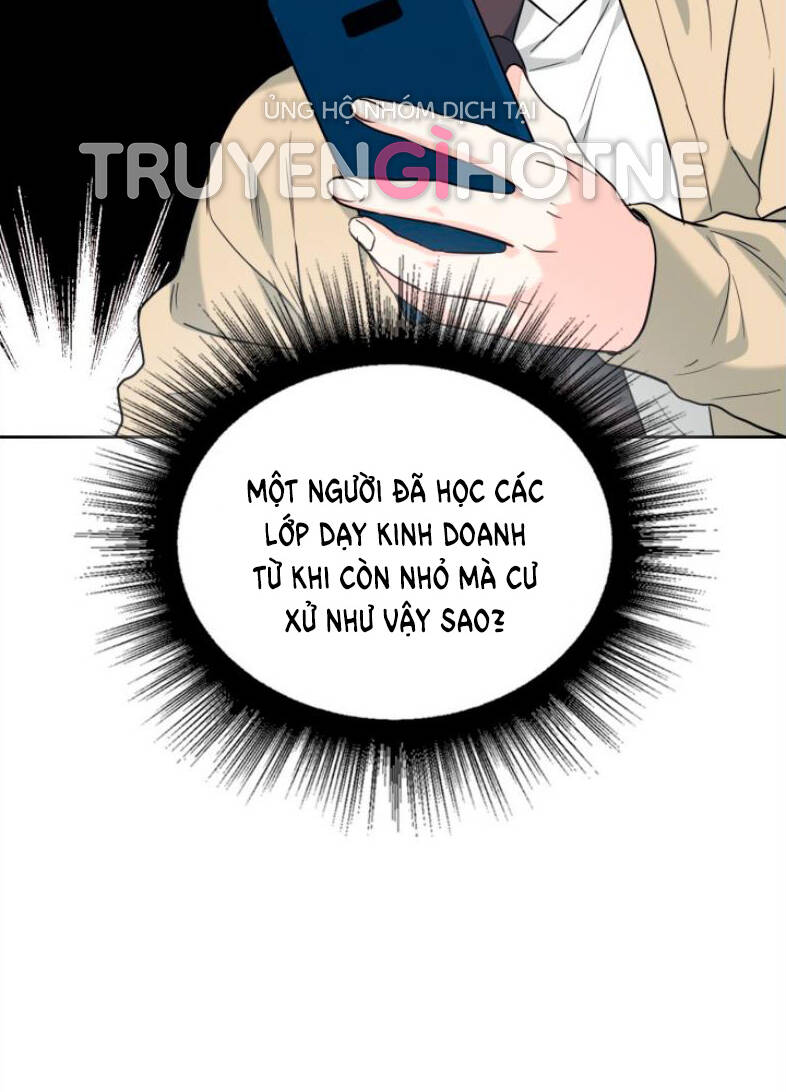 ỦNG HỘ NHÓM DỊCH TẠI
TRUYENGIHOTNE
MỘT NGƯỜI ĐÃ HỌC CÁC
LỚP DẠY KINH DOANH
TỪ KHI CÒN NHỎ MÀ CƯ
XỬ NHƯ VẬY SAO?